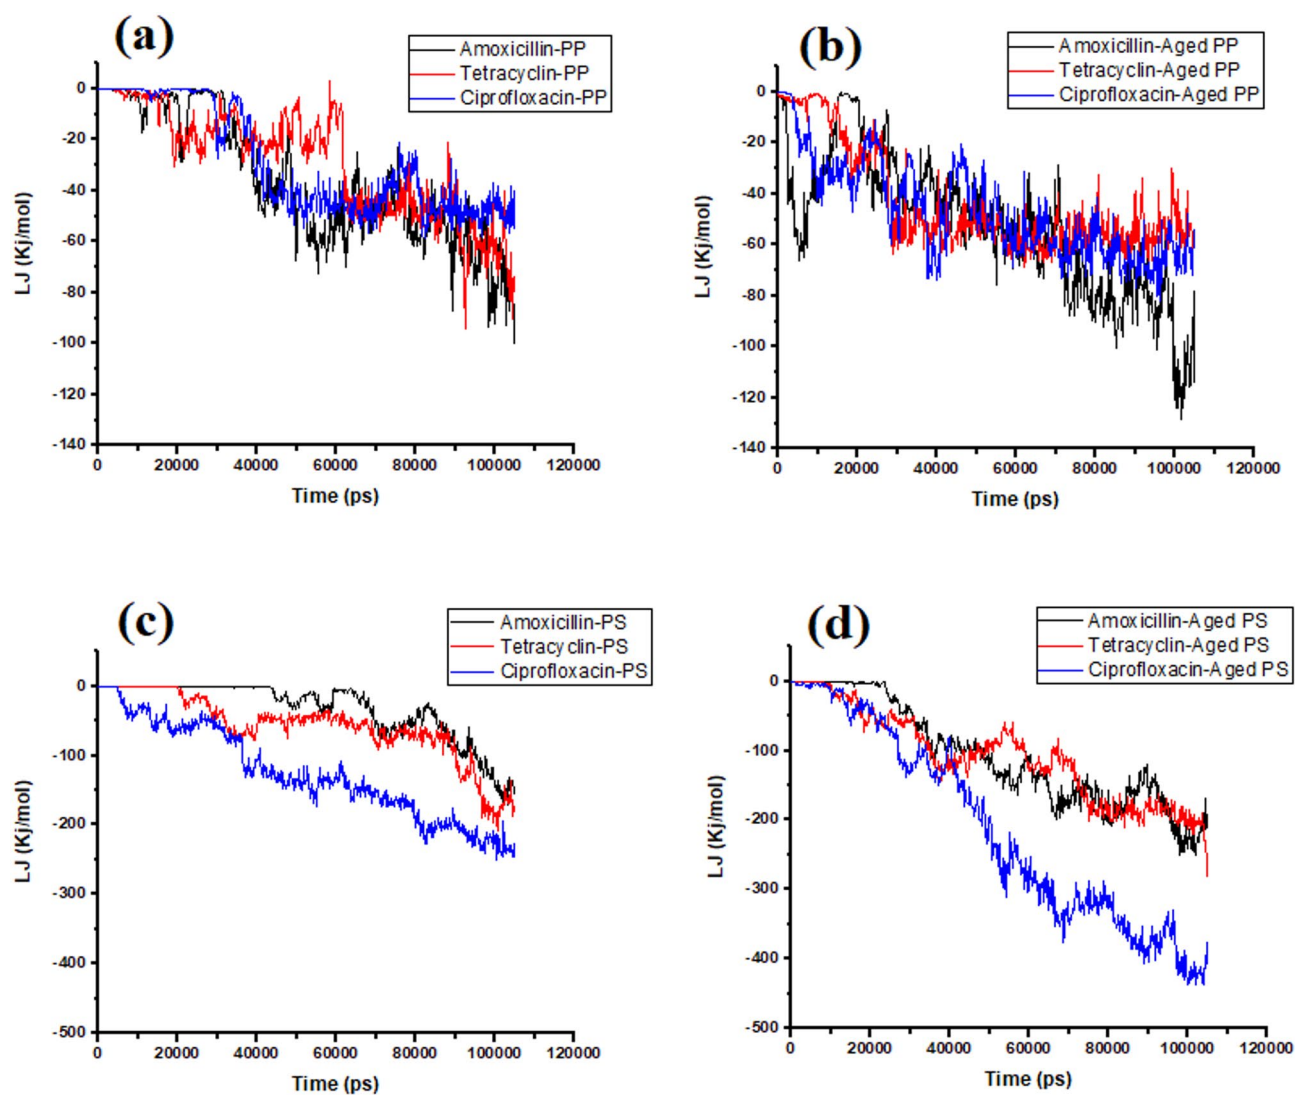 (a)
Amoxicillin-PP
Tetracyclin-PP
Ciprofloxacin-PP
0
-20
-40
-60
-80
-100
-120
-140
LJ (Kj/mol)
0 20000 40000 60000 80000 100000 120000
Time (ps)
(b)
Amoxicillin-Aged PP
Tetracyclin-Aged PP
Ciprofloxacin-Aged PP
0
-20
-40
-60
-80
-100
-120
-140
LJ (Kj/mol)
0 20000 40000 60000 80000 100000 120000
Time (ps)
(c)
Amoxicillin-PS
Tetracyclin-PS
Ciprofloxacin-PS
0
-100
-200
-300
-400
-500
LJ (Kj/mol)
0 20000 40000 60000 80000 100000 120000
Time (ps)
(d)
Amoxicillin-Aged PS
Tetracyclin-Aged PS
Ciprofloxacin-Aged PS
0
-100
-200
-300
-400
-500
LJ (Kj/mol)
0 20000 40000 60000 80000 100000 120000
Time (ps)